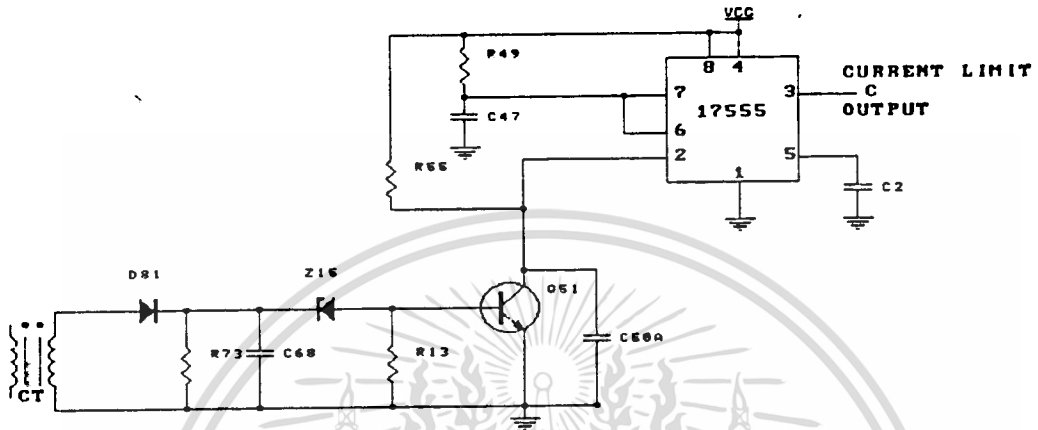 VCC
R49
8 4
CURRENT LIMIT
7
17555
3
C
OUTPUT
C47
6
R55
2
5
1
C2
D81
Z16
Q51
R73
C68
R13
C58A
CT